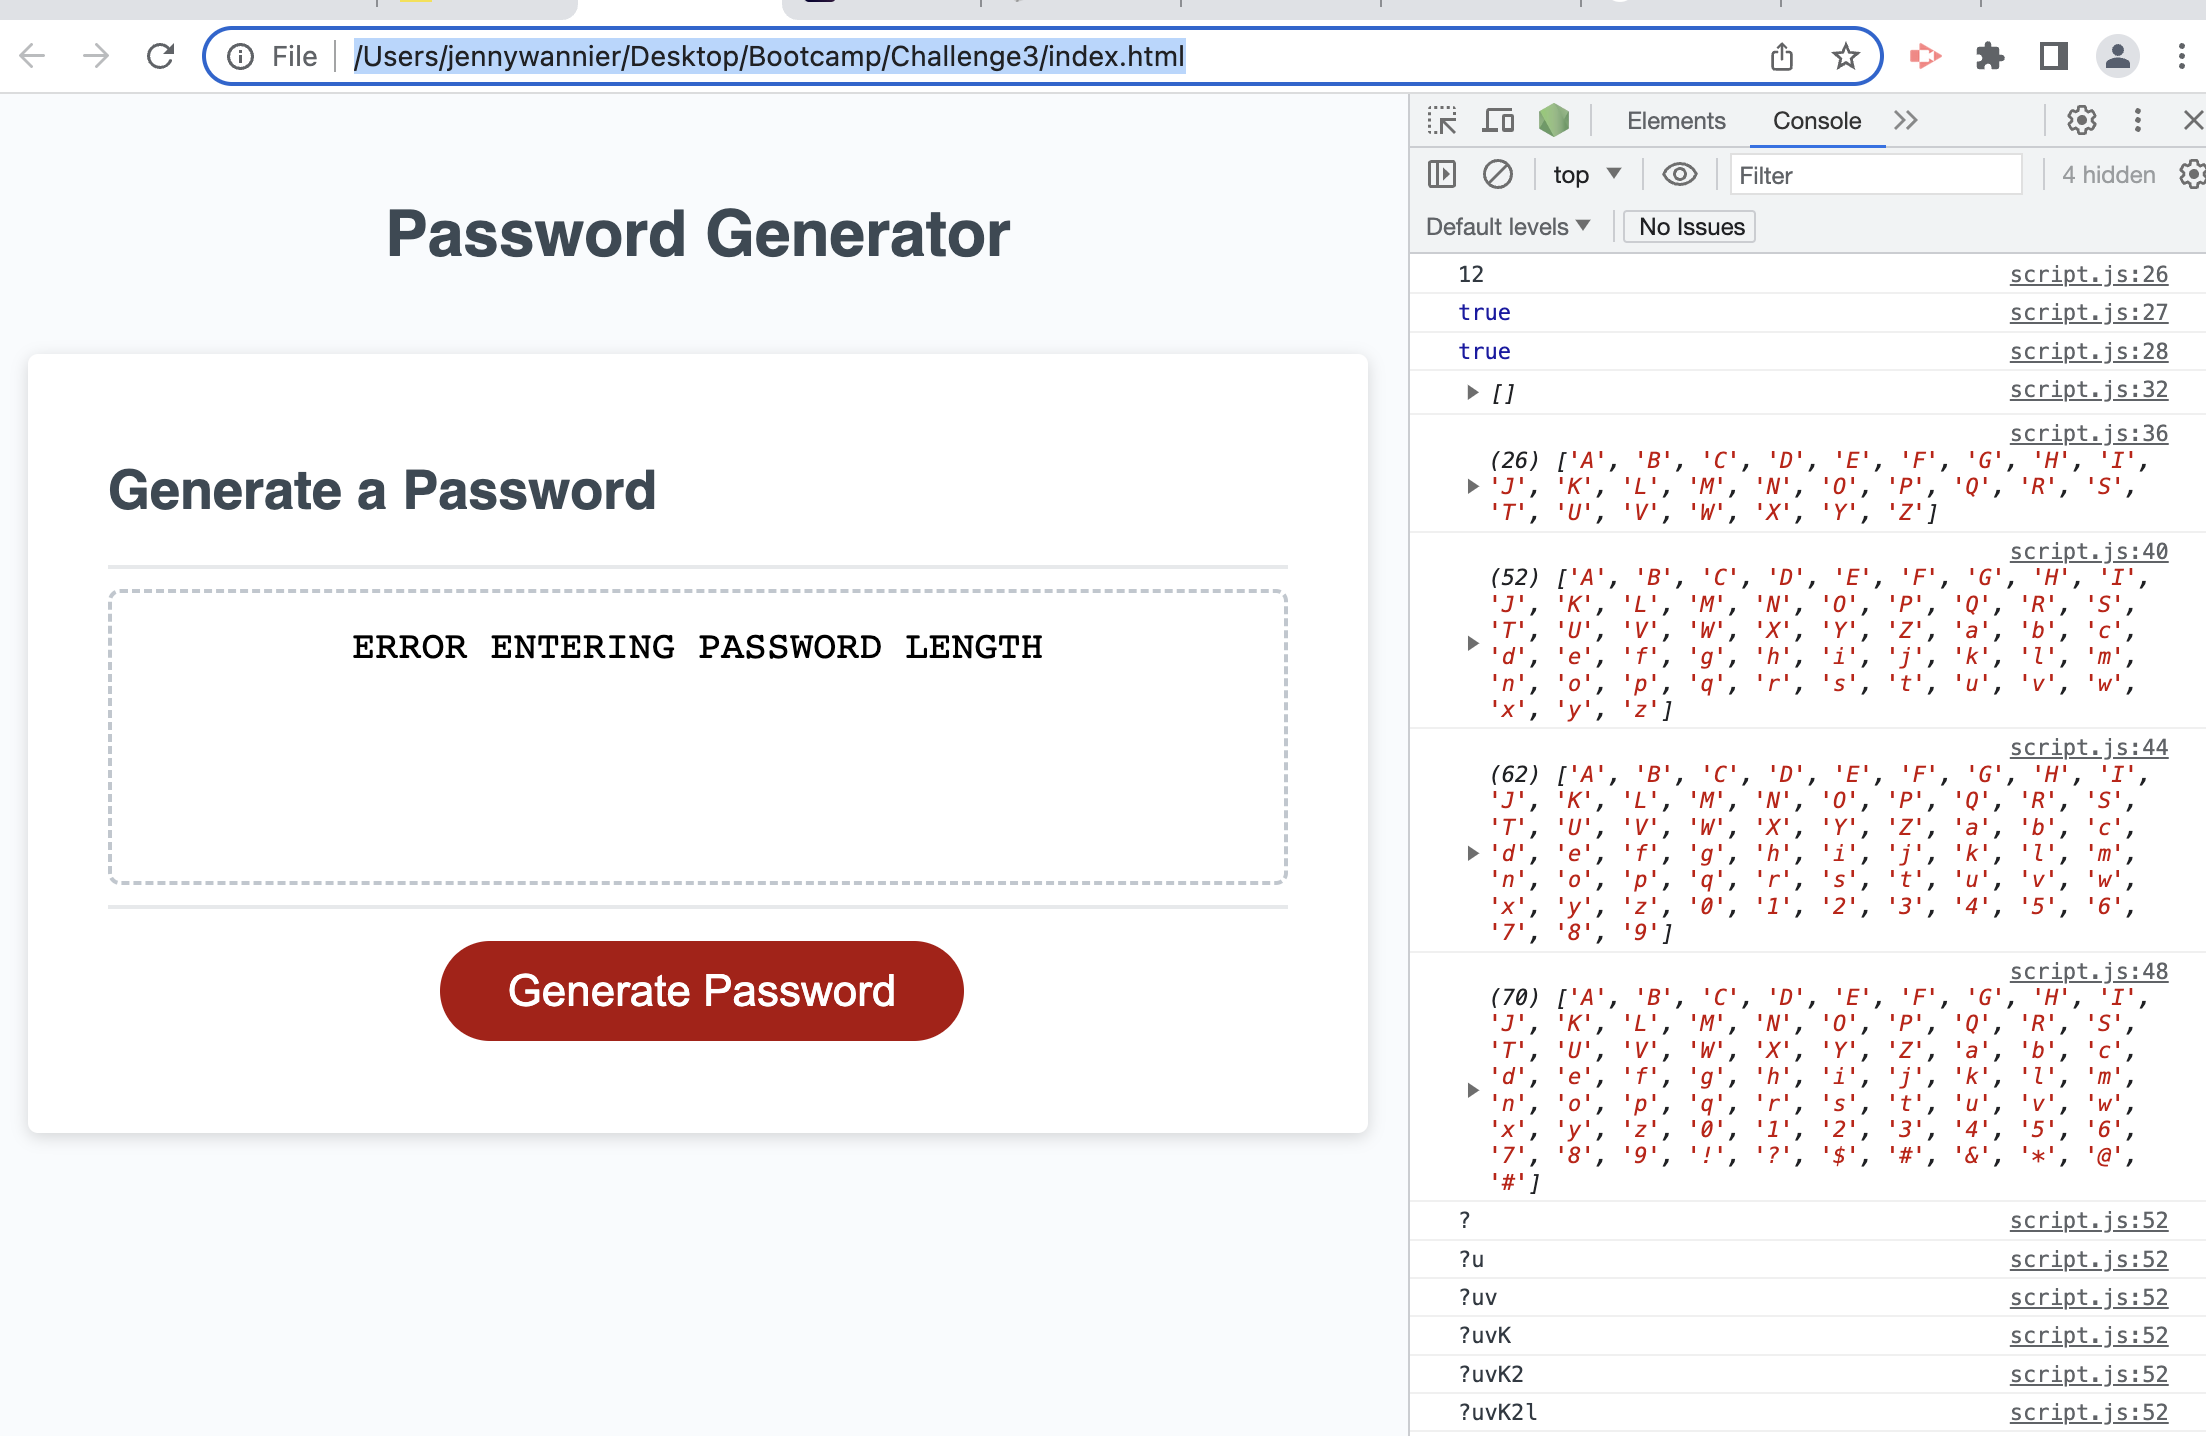 File
/Users/jennywannier/Desktop/Bootcamp/Challenge3/index.html
Password Generator
Generate a Password
ERROR ENTERING PASSWORD LENGTH
Generate Password
Elements Console
top Filter 4 hidden
Default levels No Issues
12 script.js:26
true script.js:27
true script.js:28
[] script.js:32
script.js:36
(26) ['A', 'B', 'C', 'D', 'E', 'F', 'G', 'H', 'I',
'J', 'K', 'L', 'M', 'N', 'O', 'P', 'Q', 'R', 'S',
'T', 'U', 'V', 'W', 'X', 'Y', 'Z']
script.js:40
(52) ['A', 'B', 'C', 'D', 'E', 'F', 'G', 'H', 'I',
'J', 'K', 'L', 'M', 'N', 'O', 'P', 'Q', 'R', 'S',
'T', 'U', 'V', 'W', 'X', 'Y', 'Z', 'a', 'b', 'c',
'd', 'e', 'f', 'g', 'h', 'i', 'j', 'k', 'l', 'm',
'n', 'o', 'p', 'q', 'r', 's', 't', 'u', 'v', 'w',
'x', 'y', 'z']
script.js:44
(62) ['A', 'B', 'C', 'D', 'E', 'F', 'G', 'H', 'I',
'J', 'K', 'L', 'M', 'N', 'O', 'P', 'Q', 'R', 'S',
'T', 'U', 'V', 'W', 'X', 'Y', 'Z', 'a', 'b', 'c',
'd', 'e', 'f', 'g', 'h', 'i', 'j', 'k', 'l', 'm',
'n', 'o', 'p', 'q', 'r', 's', 't', 'u', 'v', 'w',
'x', 'y', 'z', '0', '1', '2', '3', '4', '5', '6',
'7', '8', '9']
script.js:48
(70) ['A', 'B', 'C', 'D', 'E', 'F', 'G', 'H', 'I',
'J', 'K', 'L', 'M', 'N', 'O', 'P', 'Q', 'R', 'S',
'T', 'U', 'V', 'W', 'X', 'Y', 'Z', 'a', 'b', 'c',
'd', 'e', 'f', 'g', 'h', 'i', 'j', 'k', 'l', 'm',
'n', 'o', 'p', 'q', 'r', 's', 't', 'u', 'v', 'w',
'x', 'y', 'z', '0', '1', '2', '3', '4', '5', '6',
'7', '8', '9', '!', '?', '$', '#', '&', '*', '@',
'#']
? script.js:52
?u script.js:52
?uv script.js:52
?uvK script.js:52
?uvK2 script.js:52
?uvK2l script.js:52